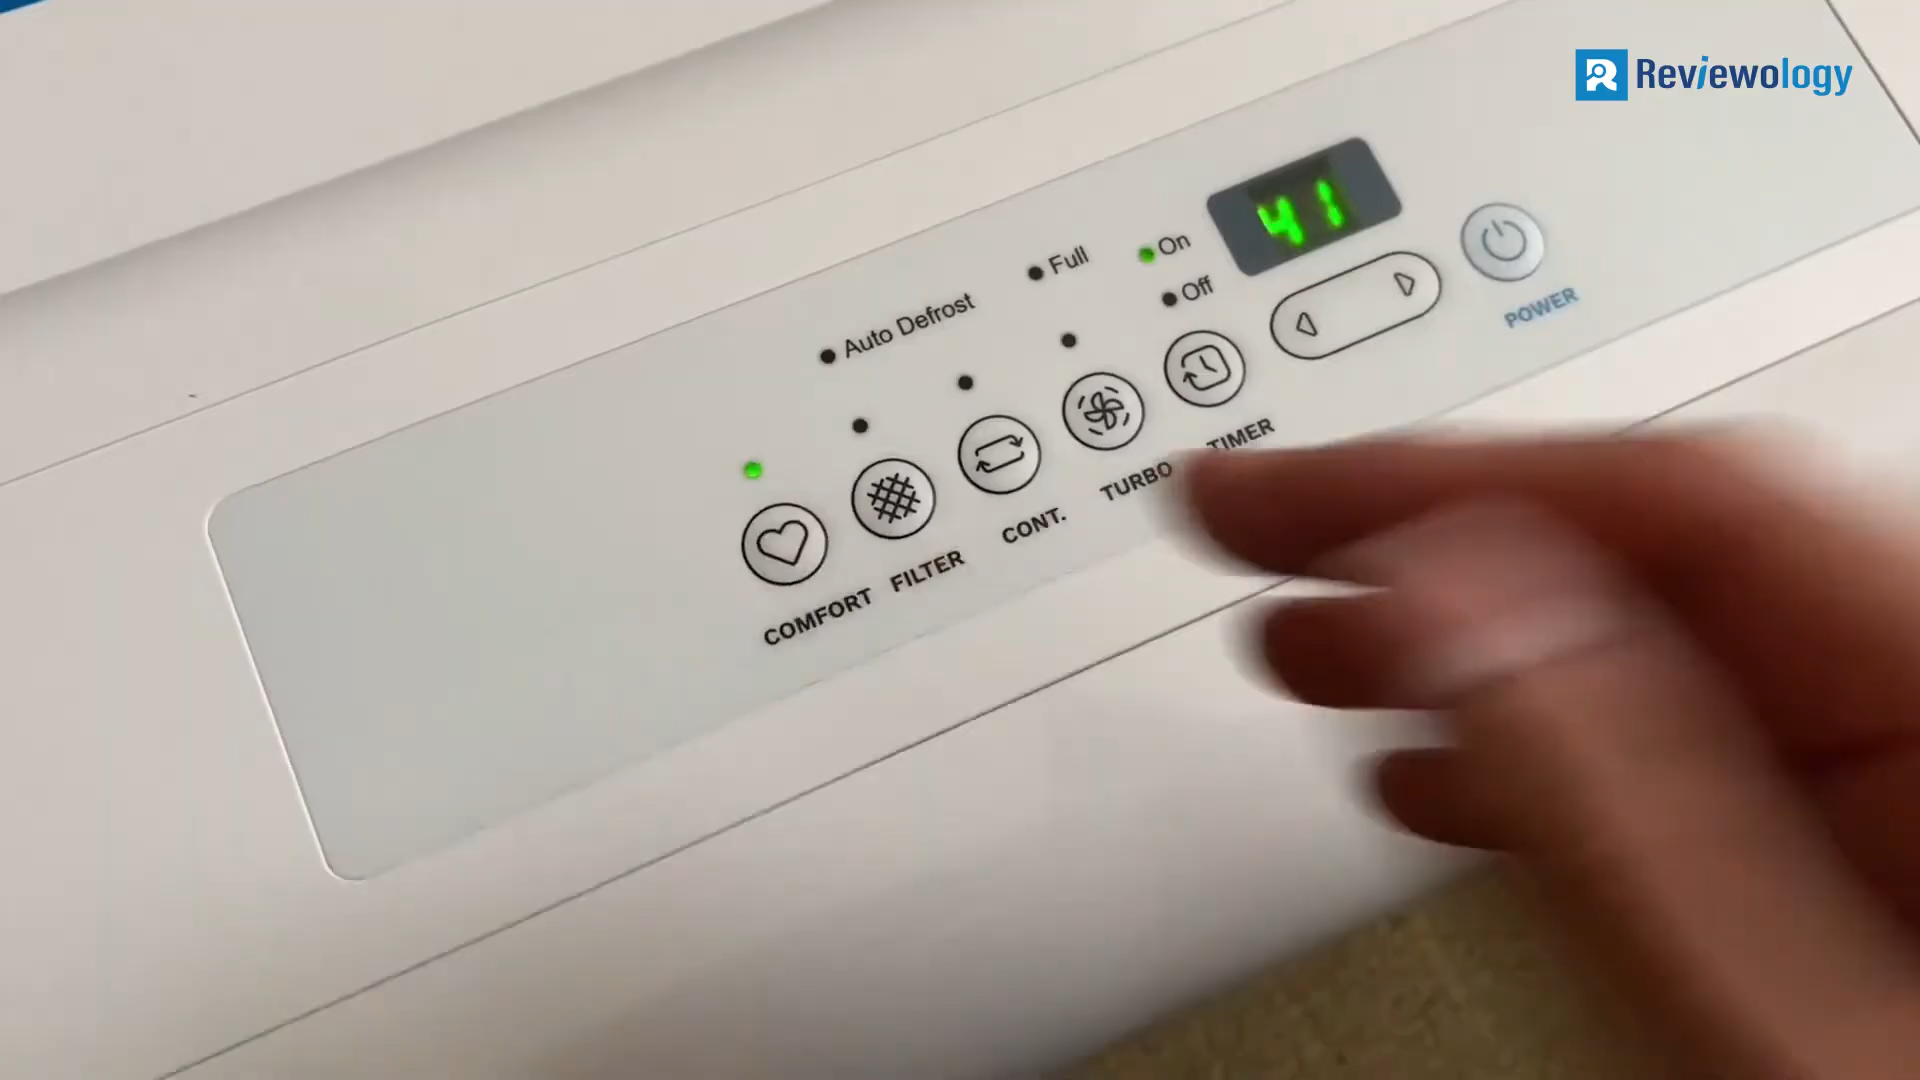 Reviewology
41
On
Off
Full
Auto Defrost
POWER
TIMER
TURBO
CONT.
FILTER
COMFORT